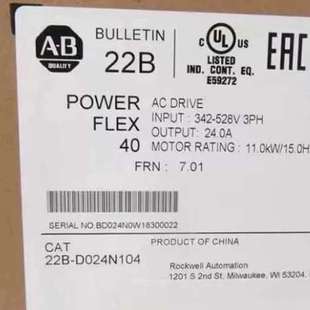 A·B
QUALITY
BULLETIN
22B
UL
®
LISTED
IND. CONT. EQ.
E59272
EAC
POWER
FLEX
40
AC DRIVE
INPUT : 342-528V 3PH
OUTPUT : 24.0A
MOTOR RATING : 11.0kW/15.0H
FRN : 7.01
SERIAL NO.BD024N0W16300022
CAT
22B-D024N104
PRODUCT OF CHINA
Rockwell Automation
1201 S 2nd St. Milwaukee, WI 53204.